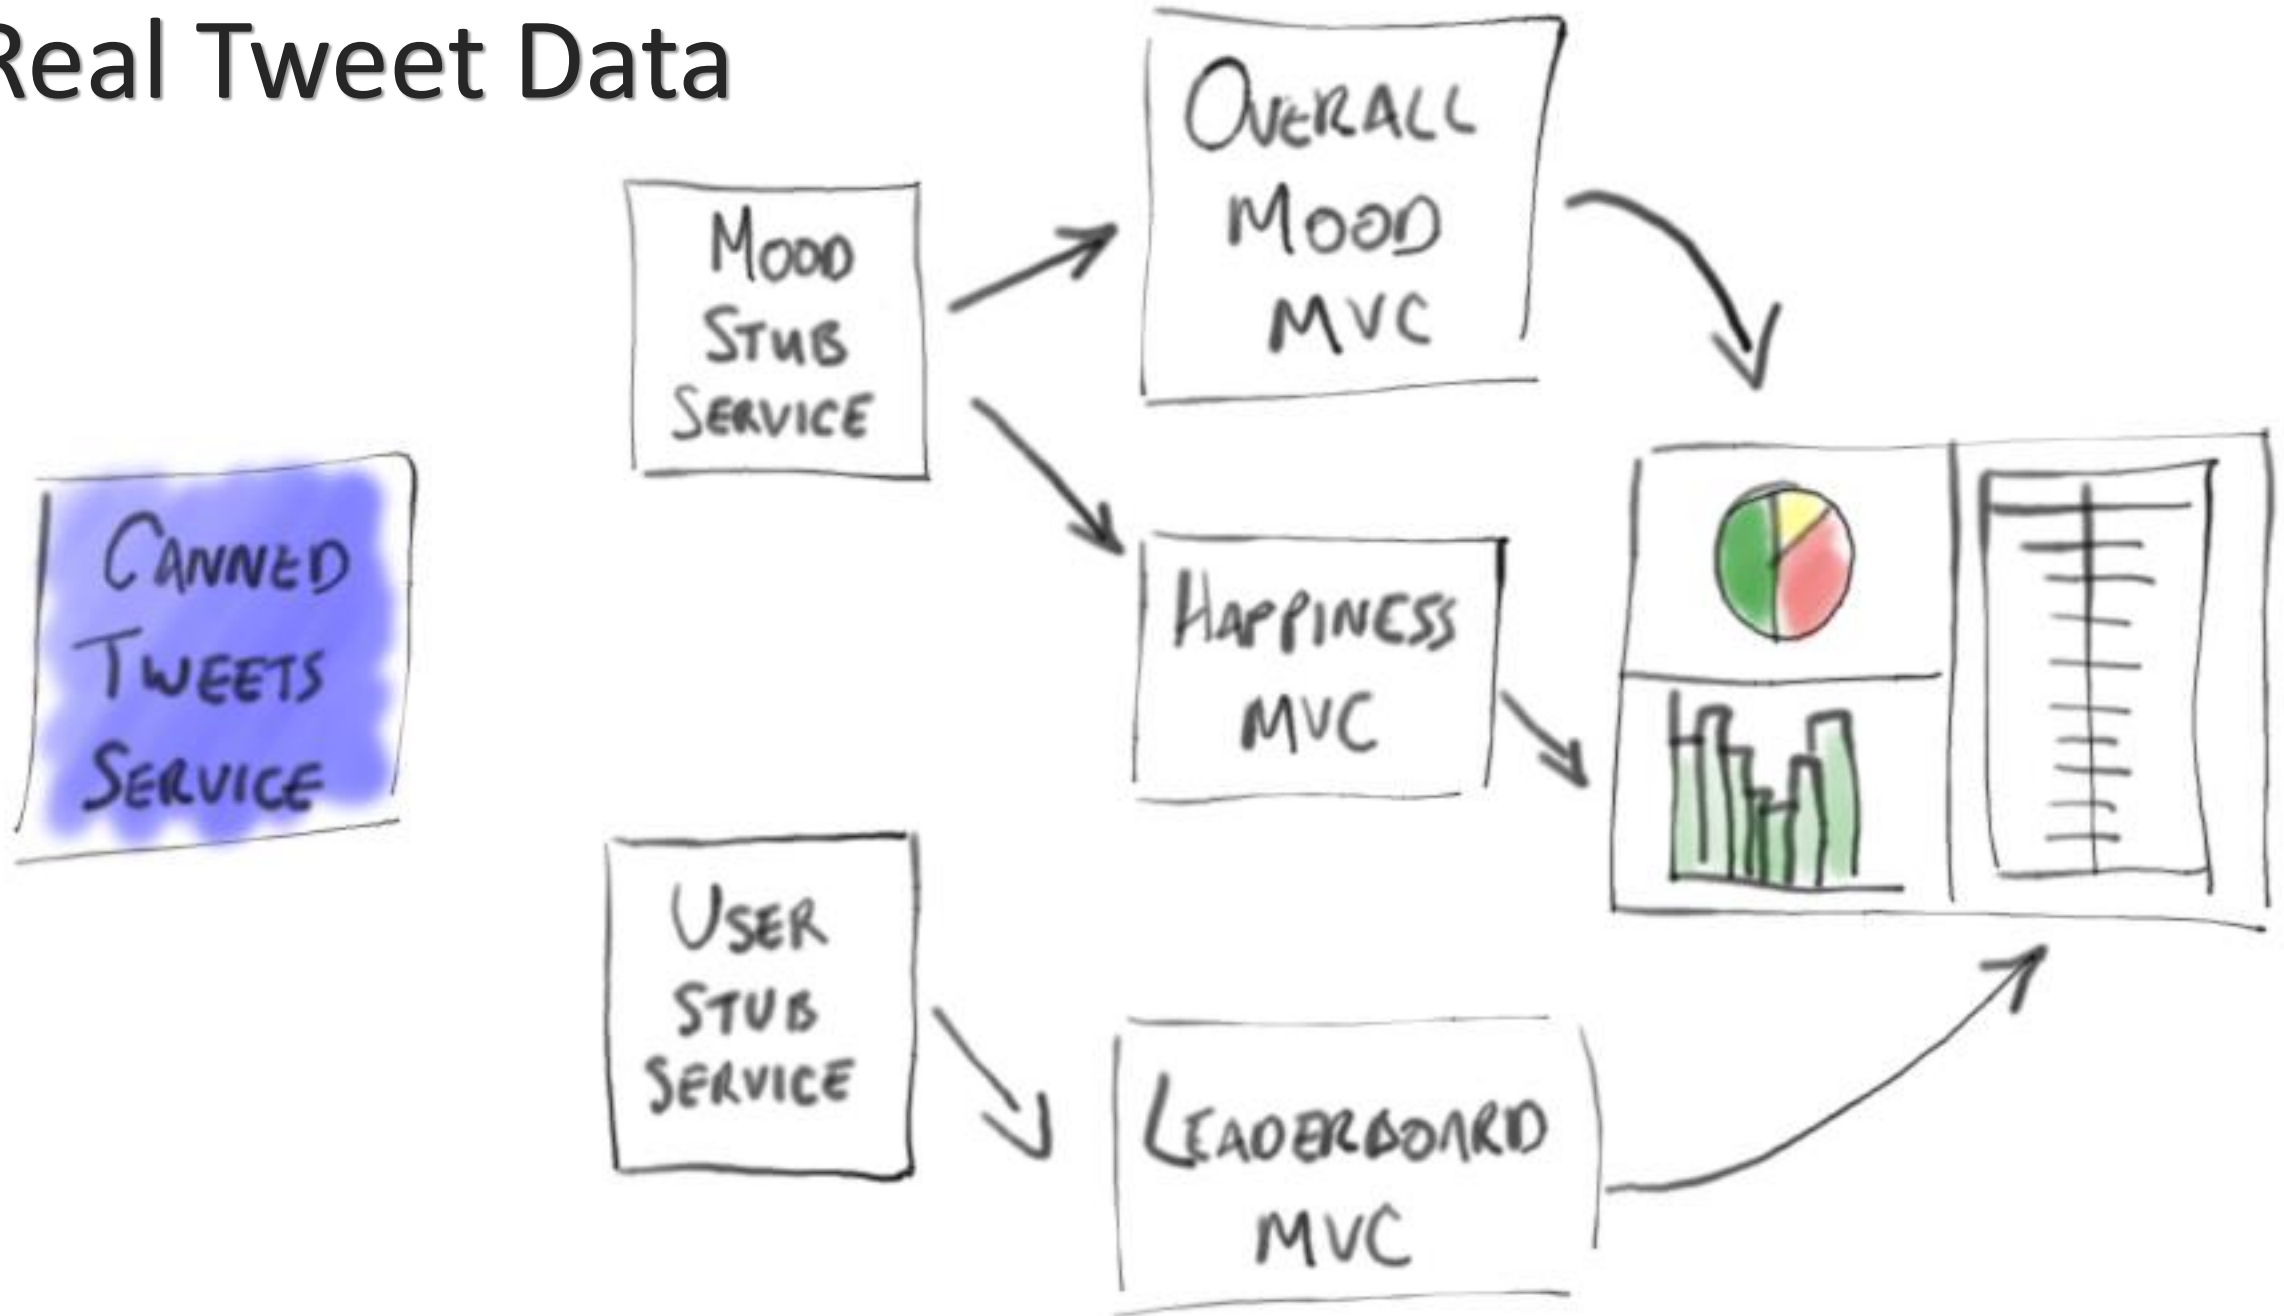 Real Tweet Data
OVERALL
MOOD
MVC
MOOD
STUB
SERVICE
CANNED
TWEETS
SERVICE
HAPPINESS
MVC
USER
STUB
SERVICE
LEADERBOARD
MVC